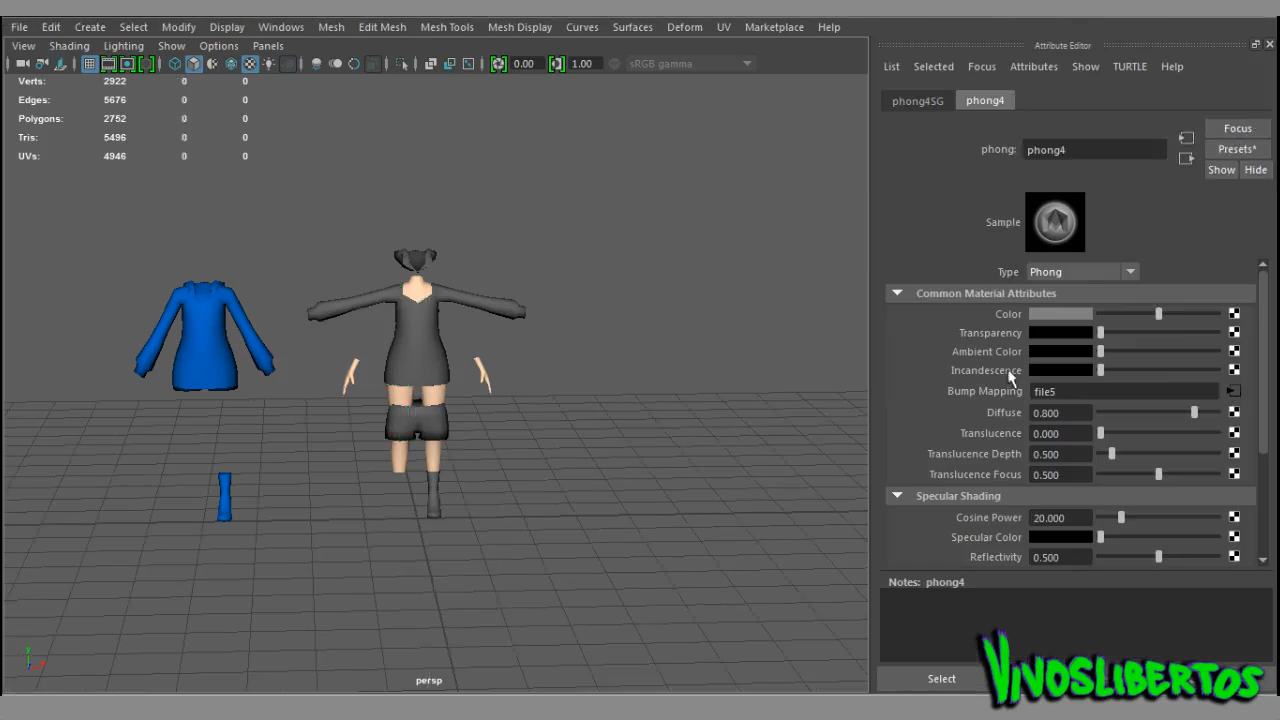 File Edit Create Select Modify Display Windows Mesh Edit Mesh Mesh Tools Mesh Display Curves Surfaces Deform UV Marketplace Help
View Shading Lighting Show Options Panels
0.00 1.00 sRGB gamma
Verts: 2922 0 0
Edges: 5676 0 0
Polygons: 2752 0 0
Tris: 5496 0 0
UVs: 4946 0 0
persp
y
Attribute Editor
List Selected Focus Attributes Show TURTLE Help
phong4SG phong4
Focus
phong: phong4
Presets*
Show Hide
Sample
Type Phong
Common Material Attributes
Color
Transparency
Ambient Color
Incandescence
Bump Mapping file5
Diffuse 0.800
Translucence 0.000
Translucence Depth 0.500
Translucence Focus 0.500
Specular Shading
Cosine Power 20.000
Specular Color
Reflectivity 0.500
Notes: phong4
Select
VIVOSLIBERTOS